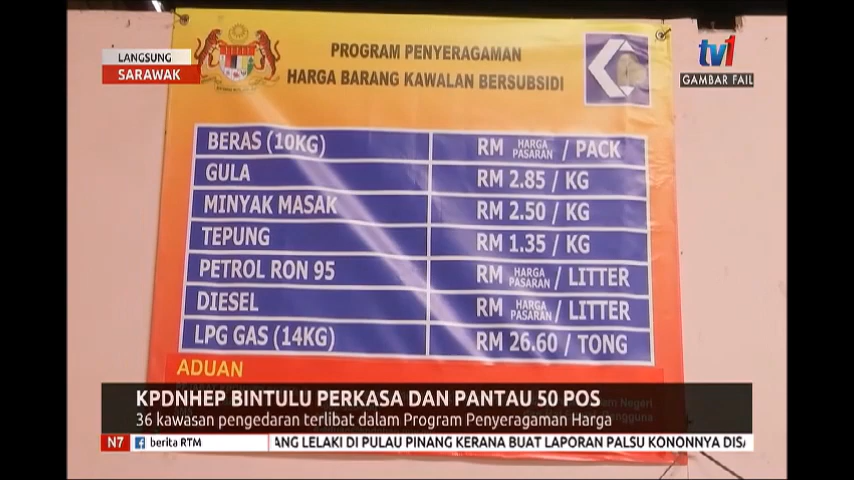 LANGSUNG
SARAWAK
tv1
GAMBAR FAIL
PROGRAM PENYERAGAMAN
HARGA BARANG KAWALAN BERSUBSIDI
BERAS (10KG) RM HARGA PASARAN / PACK
GULA RM 2.85 / KG
MINYAK MASAK RM 2.50 / KG
TEPUNG RM 1.35 / KG
PETROL RON 95 RM HARGA PASARAN / LITTER
DIESEL RM HARGA PASARAN / LITTER
LPG GAS (14KG) RM 26.60 / TONG
ADUAN
KPDNHEP BINTULU PERKASA DAN PANTAU 50 POS
36 kawasan pengedaran terlibat dalam Program Penyeragaman Harga
N7 f berita RTM ANG LELAKI DI PULAU PINANG KERANA BUAT LAPORAN PALSU KONONNYA DISA